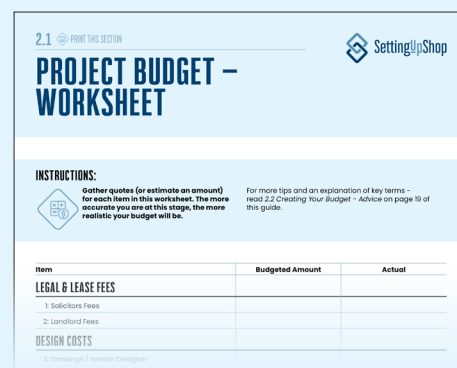 2.1 PRINT THIS SECTION
SettingUpShop
PROJECT BUDGET –
WORKSHEET
INSTRUCTIONS:
Gather quotes (or estimate an amount)
for each item in this worksheet. The more
accurate you are at this stage, the more
realistic your budget will be.
For more tips and an explanation of key terms -
read 2.2 Creating Your Budget - Advice on page 19 of
this guide.
Item Budgeted Amount Actual
LEGAL & LEASE FEES
1: Solicitors Fees
2: Landlord Fees
DESIGN COSTS
3: Drawings / Interior Designer